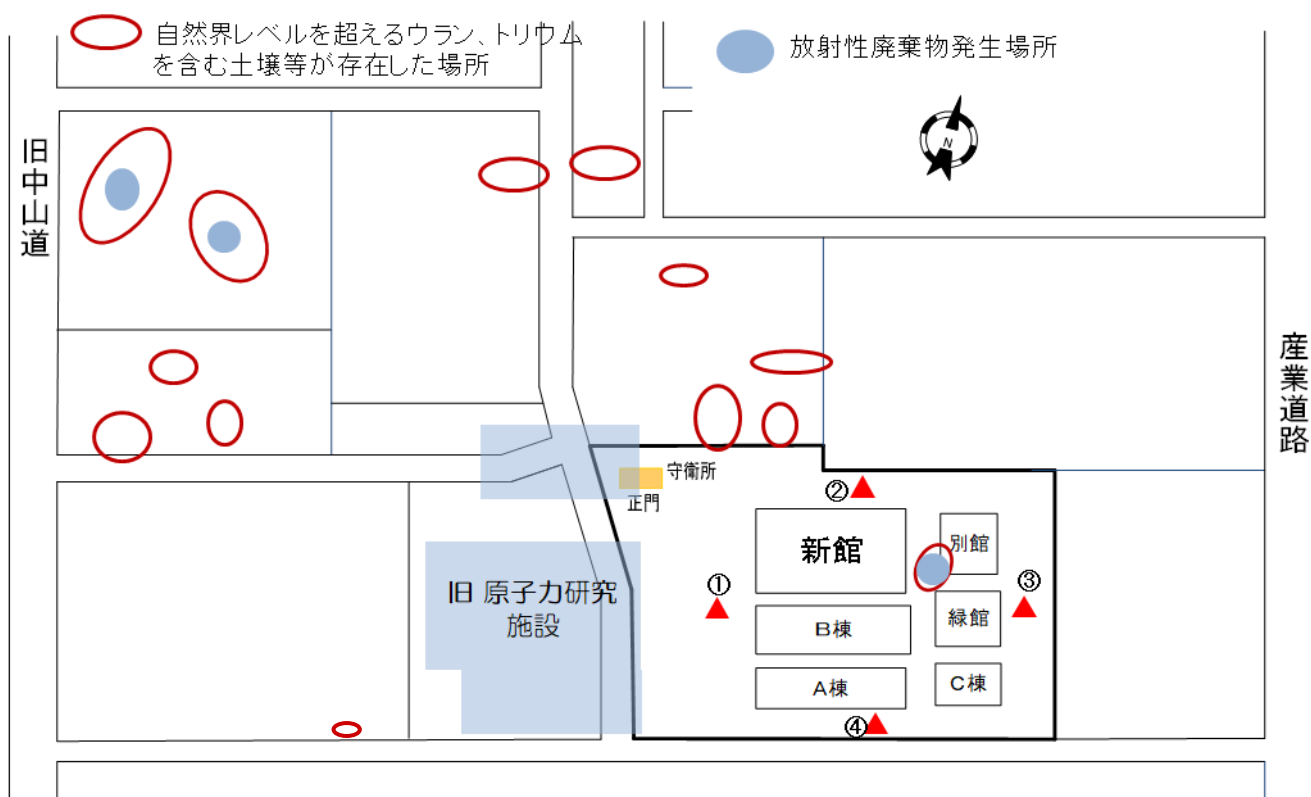 自然界レベルを超えるウラン、トリウム
を含む土壌等が存在した場所
放射性廃棄物発生場所
N
旧中山道
産業道路
守衛所
正門
②
新館
別館
①
③
旧 原子力研究
施設
B棟
緑館
A棟
C棟
④